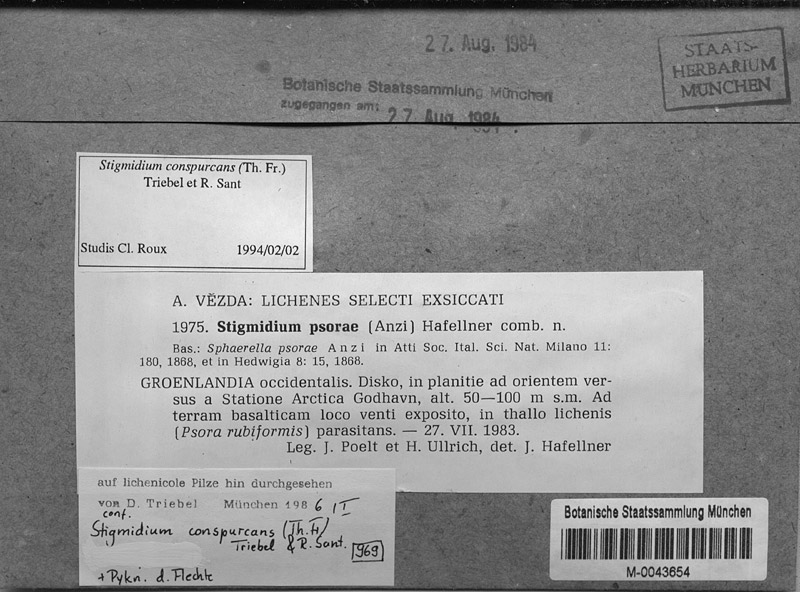 27. Aug. 1984
STAATS-
HERBARIUM
MÜNCHEN
Botanische Staatssammlung München
zugegangen am: 27. Aug. 1984
Stigmidium conspurcans (Th. Fr.)
Triebel et R. Sant
Studis Cl. Roux 1994/02/02
A. VĚZDA: LICHENES SELECTI EXSICCATI
1975. Stigmidium psorae (Anzi) Hafellner comb. n.
Bas.: Sphaerella psorae Anzi in Atti Soc. Ital. Sci. Nat. Milano 11:
180, 1868, et in Hedwigia 8: 15, 1868.
GROENLANDIA occidentalis. Disko, in planitie ad orientem ver-
sus a Statione Arctica Godhavn, alt. 50—100 m s.m. Ad
terram basalticam loco venti exposito, in thallo lichenis
(Psora rubiformis) parasitans. — 27. VII. 1983.
Leg. J. Poelt et H. Ullrich, det. J. Hafellner
auf lichenicole Pilze hin durchgesehen
von D. Triebel München 1986 II
conf.
Stigmidium conspurcans (Th. Fr)
Triebel & R. Sant. 969
+ Pykn. d. Flechte
Botanische Staatssammlung München
M-0043654